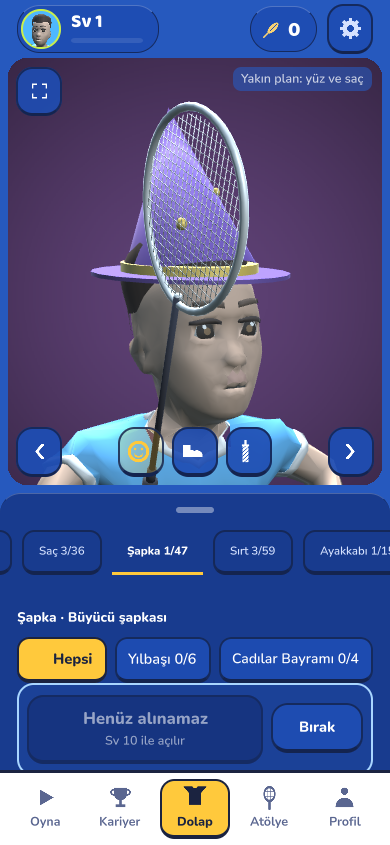 Sv 1
0
Yakın plan: yüz ve saç
Saç 3/36
Şapka 1/47
Sırt 3/59
Ayakkabı 1/15
Şapka · Büyücü şapkası
Hepsi
Yılbaşı 0/6
Cadılar Bayramı 0/4
Henüz alınamaz
Sv 10 ile açılır
Bırak
Oyna
Kariyer
Dolap
Atölye
Profil